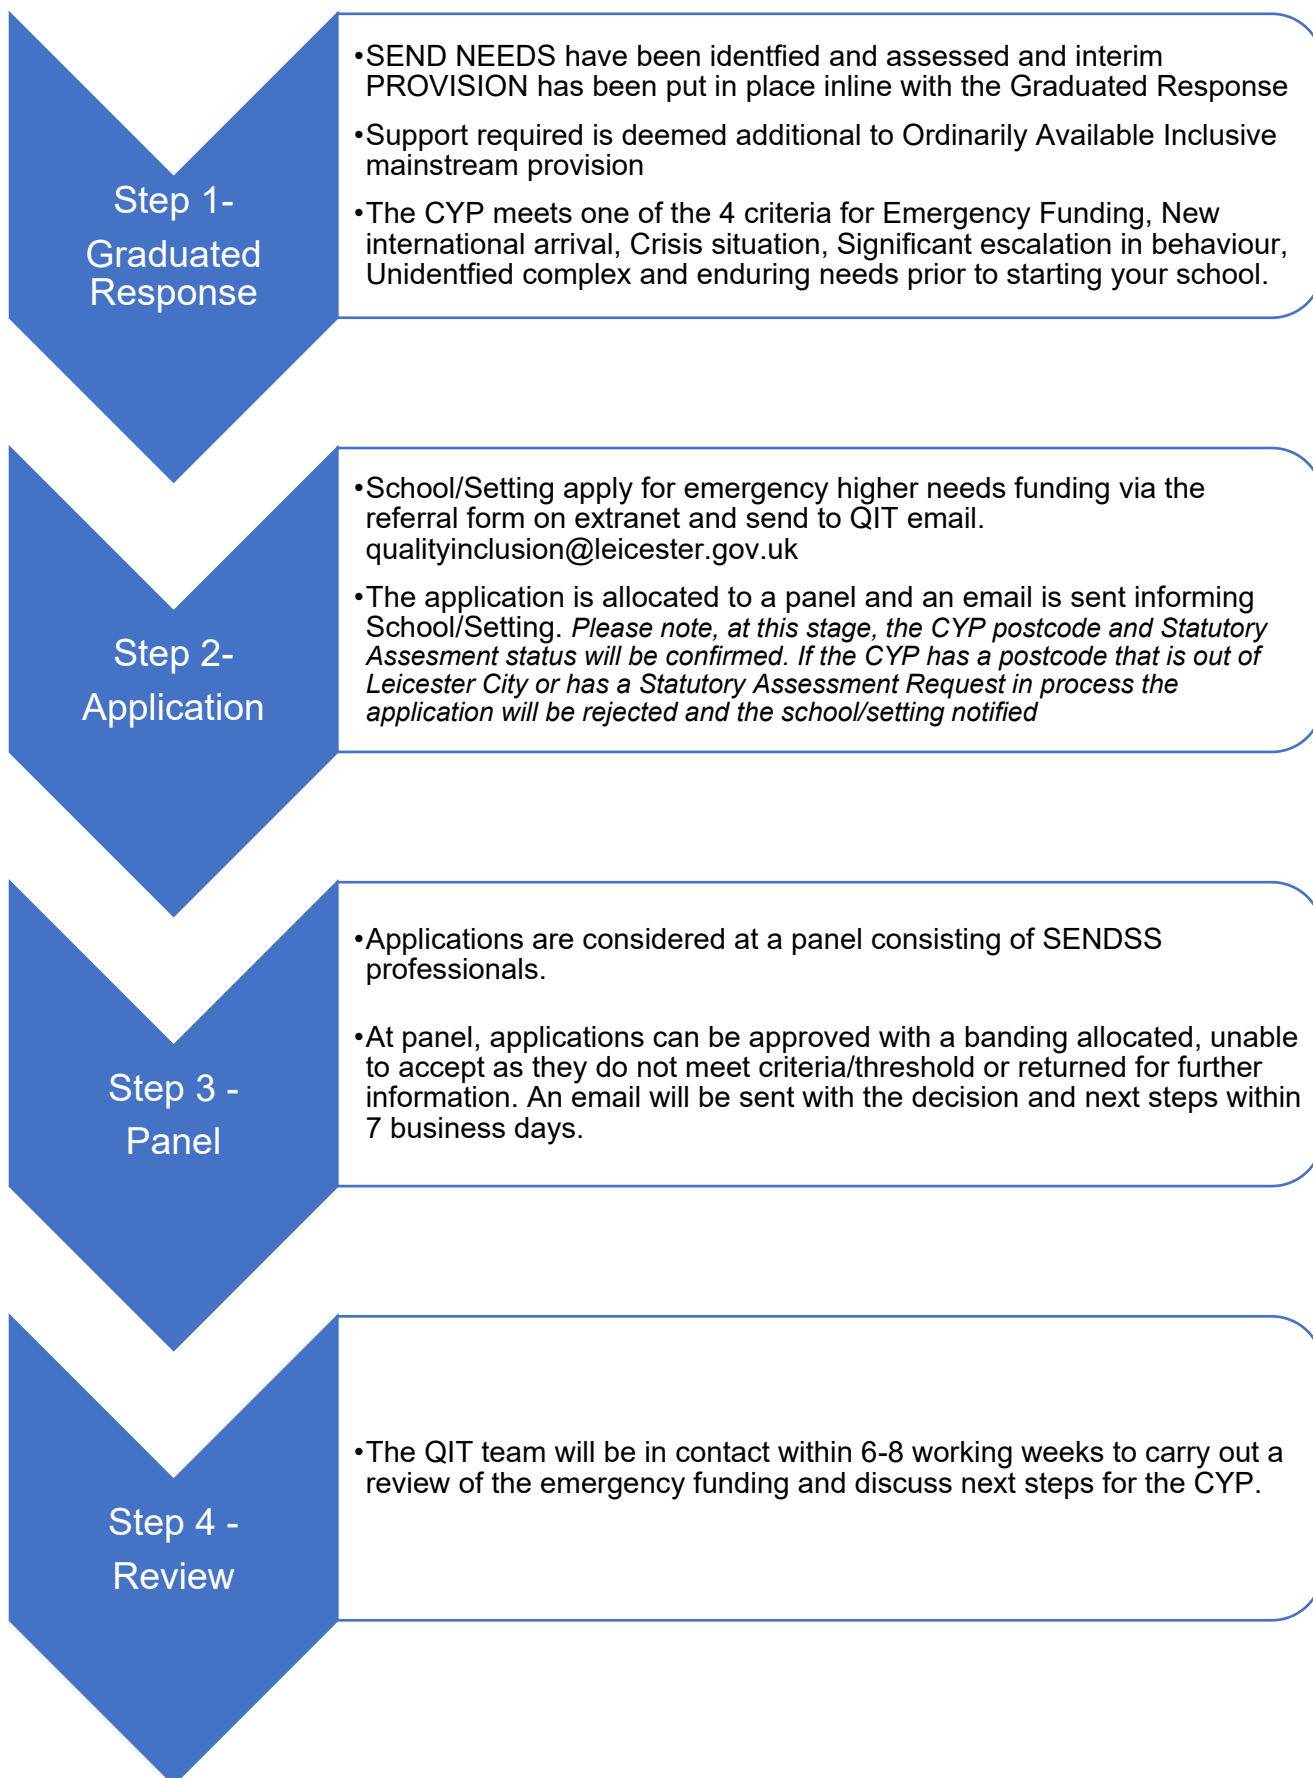 Step 1-
Graduated
Response
•SEND NEEDS have been identfied and assessed and interim
PROVISION has been put in place inline with the Graduated Response
•Support required is deemed additional to Ordinarily Available Inclusive
mainstream provision
•The CYP meets one of the 4 criteria for Emergency Funding, New
international arrival, Crisis situation, Significant escalation in behaviour,
Unidentfied complex and enduring needs prior to starting your school.
Step 2-
Application
•School/Setting apply for emergency higher needs funding via the
referral form on extranet and send to QIT email.
qualityinclusion@leicester.gov.uk
•The application is allocated to a panel and an email is sent informing
School/Setting. Please note, at this stage, the CYP postcode and Statutory
Assesment status will be confirmed. If the CYP has a postcode that is out of
Leicester City or has a Statutory Assessment Request in process the
application will be rejected and the school/setting notified
Step 3 -
Panel
•Applications are considered at a panel consisting of SENDSS
professionals.
•At panel, applications can be approved with a banding allocated, unable
to accept as they do not meet criteria/threshold or returned for further
information. An email will be sent with the decision and next steps within
7 business days.
Step 4 -
Review
•The QIT team will be in contact within 6-8 working weeks to carry out a
review of the emergency funding and discuss next steps for the CYP.